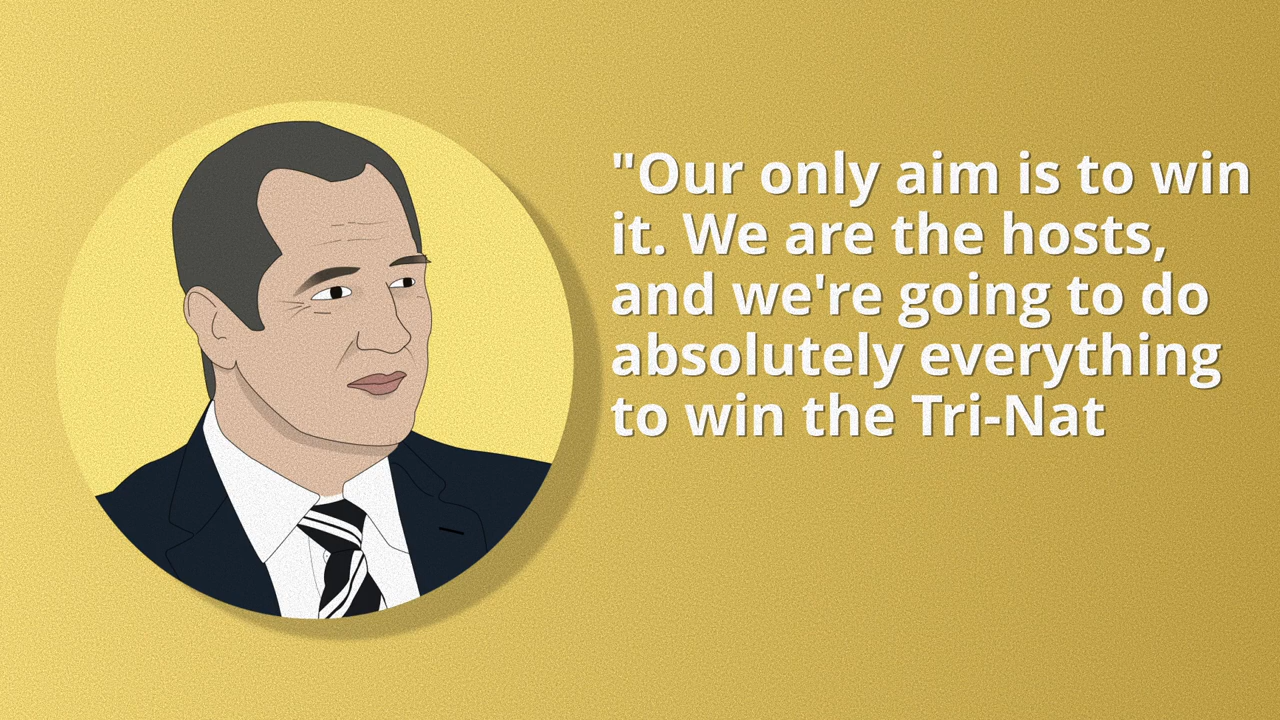 "Our only aim is to win
it. We are the hosts,
and we're going to do
absolutely everything
to win the Tri-Nat